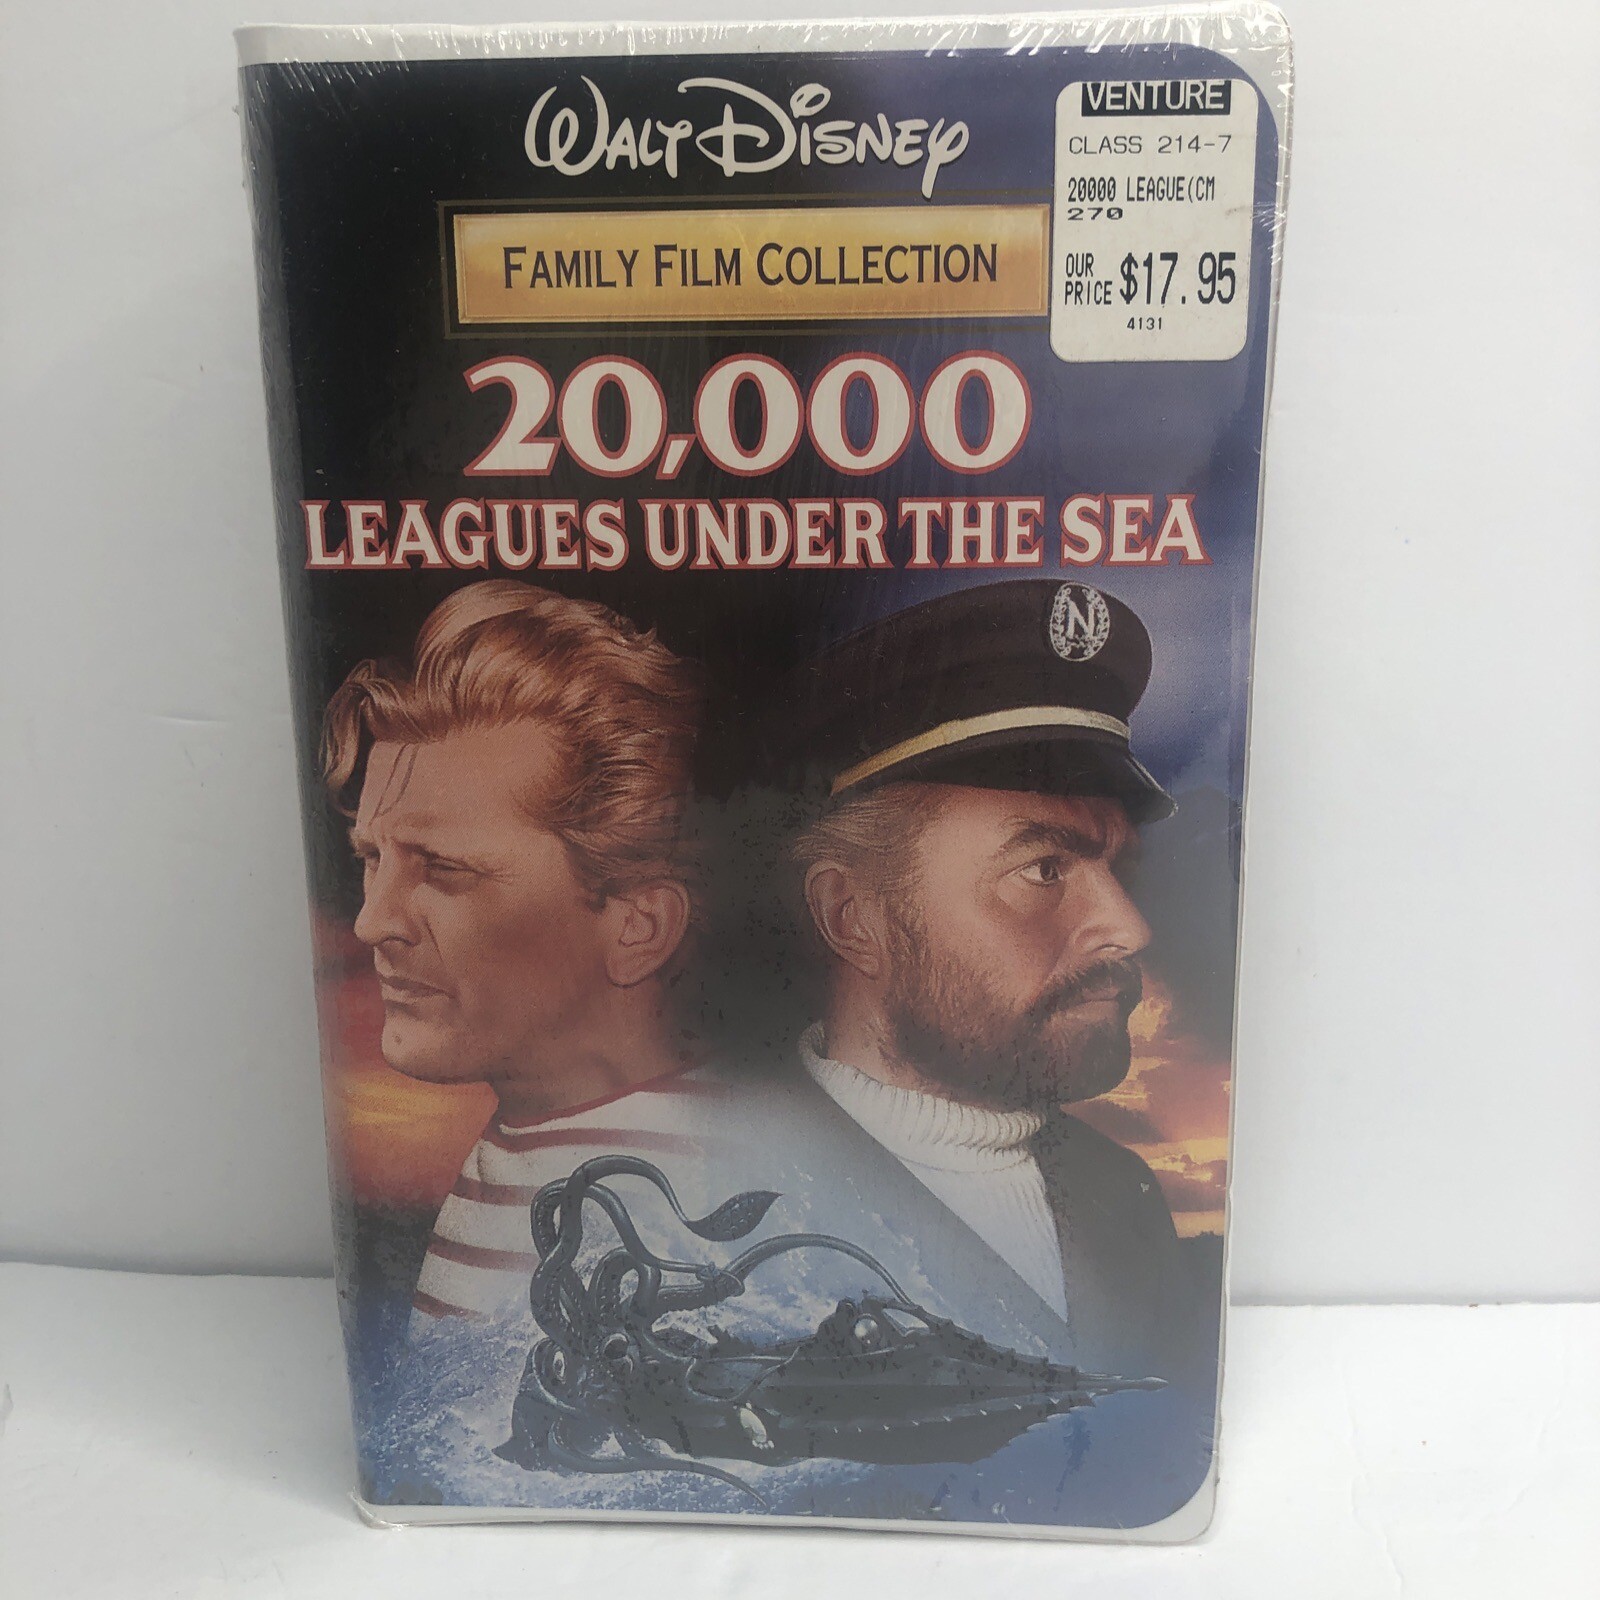 WALT DISNEY
FAMILY FILM COLLECTION
20,000
LEAGUES UNDER THE SEA
VENTURE
CLASS 214-7
20000 LEAGUE(CM
270
OUR PRICE $17.95
4131
N